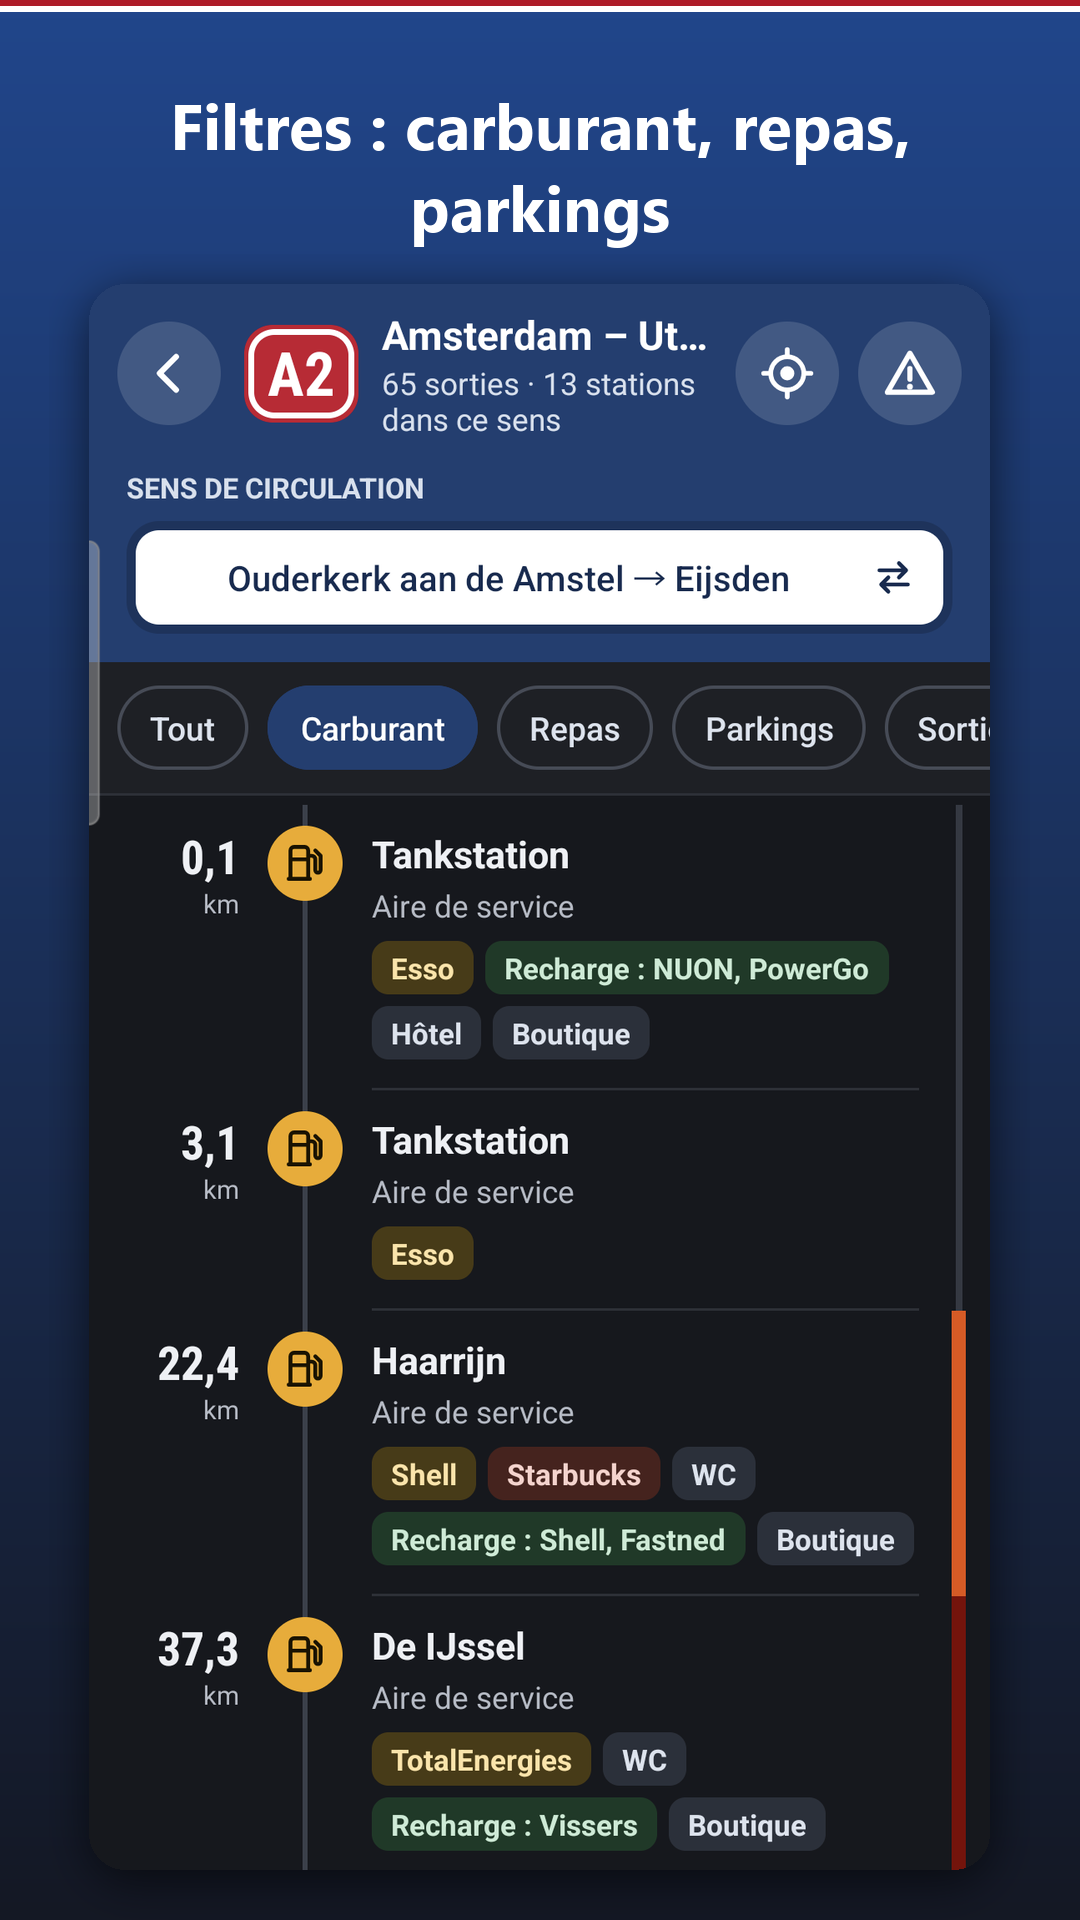 Filtres : carburant, repas,
parkings
A2
Amsterdam – Ut...
65 sorties · 13 stations
dans ce sens
SENS DE CIRCULATION
Ouderkerk aan de Amstel → Eijsden
Tout
Carburant
Repas
Parkings
Sorti
0,1
km
Tankstation
Aire de service
Esso
Recharge : NUON, PowerGo
Hôtel
Boutique
3,1
km
Tankstation
Aire de service
Esso
22,4
km
Haarrijn
Aire de service
Shell
Starbucks
WC
Recharge : Shell, Fastned
Boutique
37,3
km
De IJssel
Aire de service
TotalEnergies
WC
Recharge : Vissers
Boutique